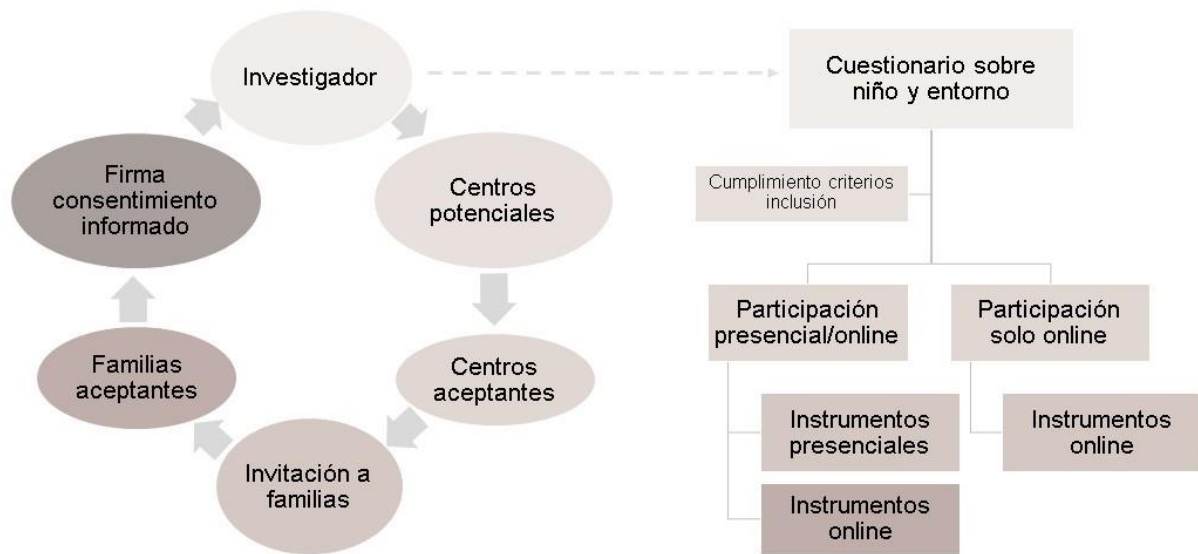 Investigador
Centros
potenciales
Centros
aceptantes
Invitación a
familias
Familias
aceptantes
Firma
consentimiento
informado
Cuestionario sobre
niño y entorno
Cumplimiento criterios
inclusión
Participación
presencial/online
Instrumentos
presenciales
Instrumentos
online
Participación
solo online
Instrumentos
online